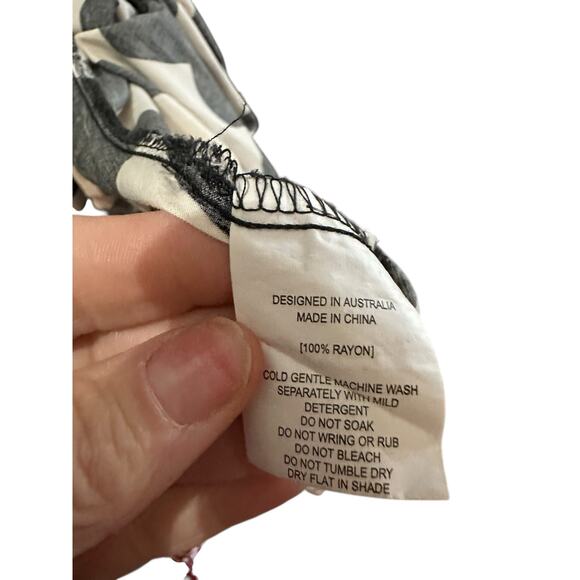 DESIGNED IN AUSTRALIA
MADE IN CHINA
[100% RAYON]
COLD GENTLE MACHINE WASH
SEPARATELY WITH MILD
DETERGENT
DO NOT SOAK
DO NOT WRING OR RUB
DO NOT BLEACH
DO NOT TUMBLE DRY
DRY FLAT IN SHADE